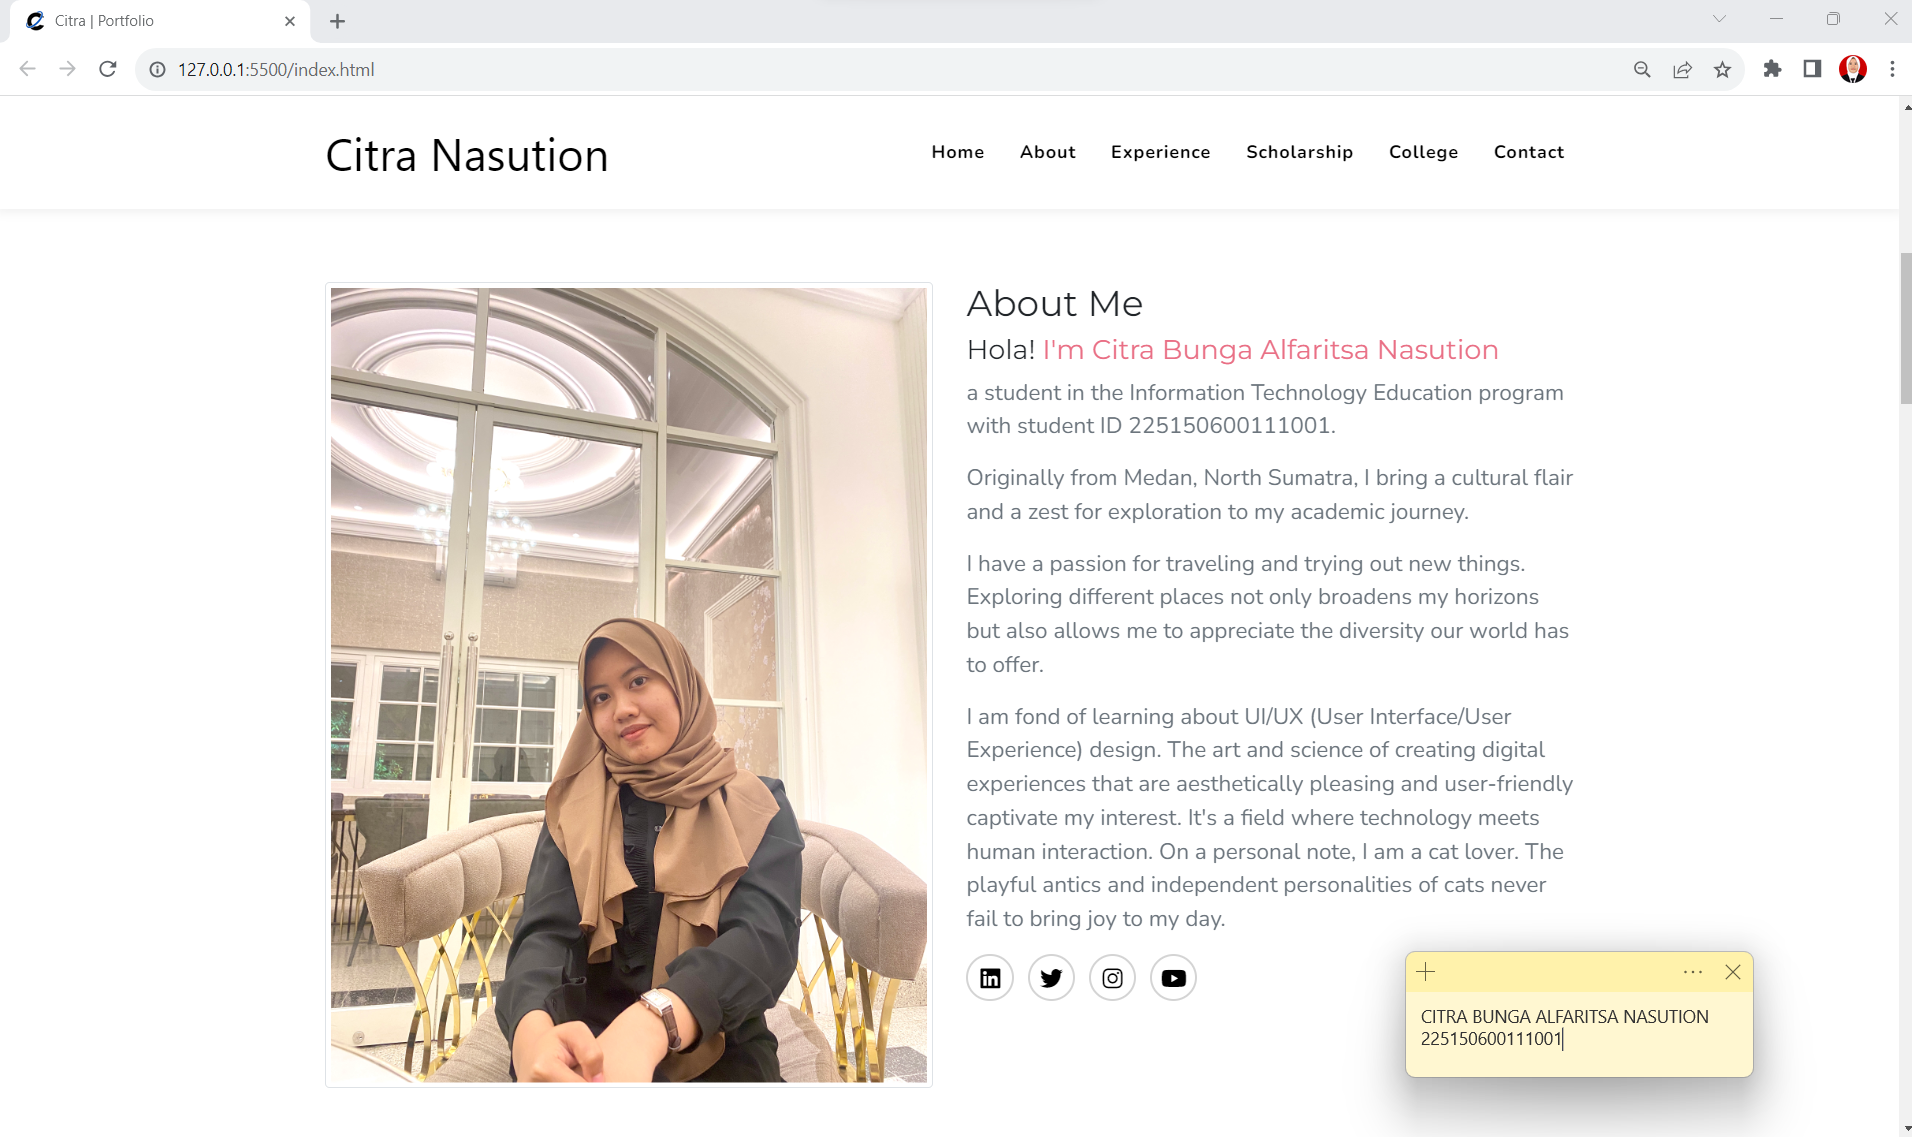 Citra | Portfolio
127.0.0.1:5500/index.html
Citra Nasution
Home About Experience Scholarship College Contact
About Me
Hola! I'm Citra Bunga Alfaritsa Nasution
a student in the Information Technology Education program
with student ID 225150600111001.
Originally from Medan, North Sumatra, I bring a cultural flair
and a zest for exploration to my academic journey.
I have a passion for traveling and trying out new things.
Exploring different places not only broadens my horizons
but also allows me to appreciate the diversity our world has
to offer.
I am fond of learning about UI/UX (User Interface/User
Experience) design. The art and science of creating digital
experiences that are aesthetically pleasing and user-friendly
captivate my interest. It's a field where technology meets
human interaction. On a personal note, I am a cat lover. The
playful antics and independent personalities of cats never
fail to bring joy to my day.
CITRA BUNGA ALFARITSA NASUTION
225150600111001